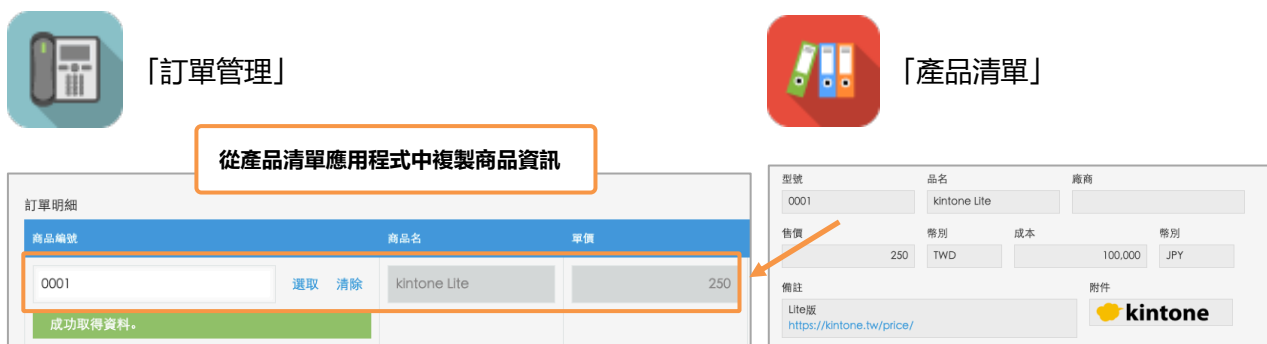 「訂單管理」
「產品清單」
從產品清單應用程式中複製商品資訊
訂單明細
商品編號 商品名 單價
0001 選取 清除 kintone Lite 250
成功取得資料。
型號 品名 廠商
0001 kintone Lite
售價 幣別 成本 幣別
250 TWD 100,000 JPY
備註 附件
Lite版
https://kintone.tw/price/
kintone